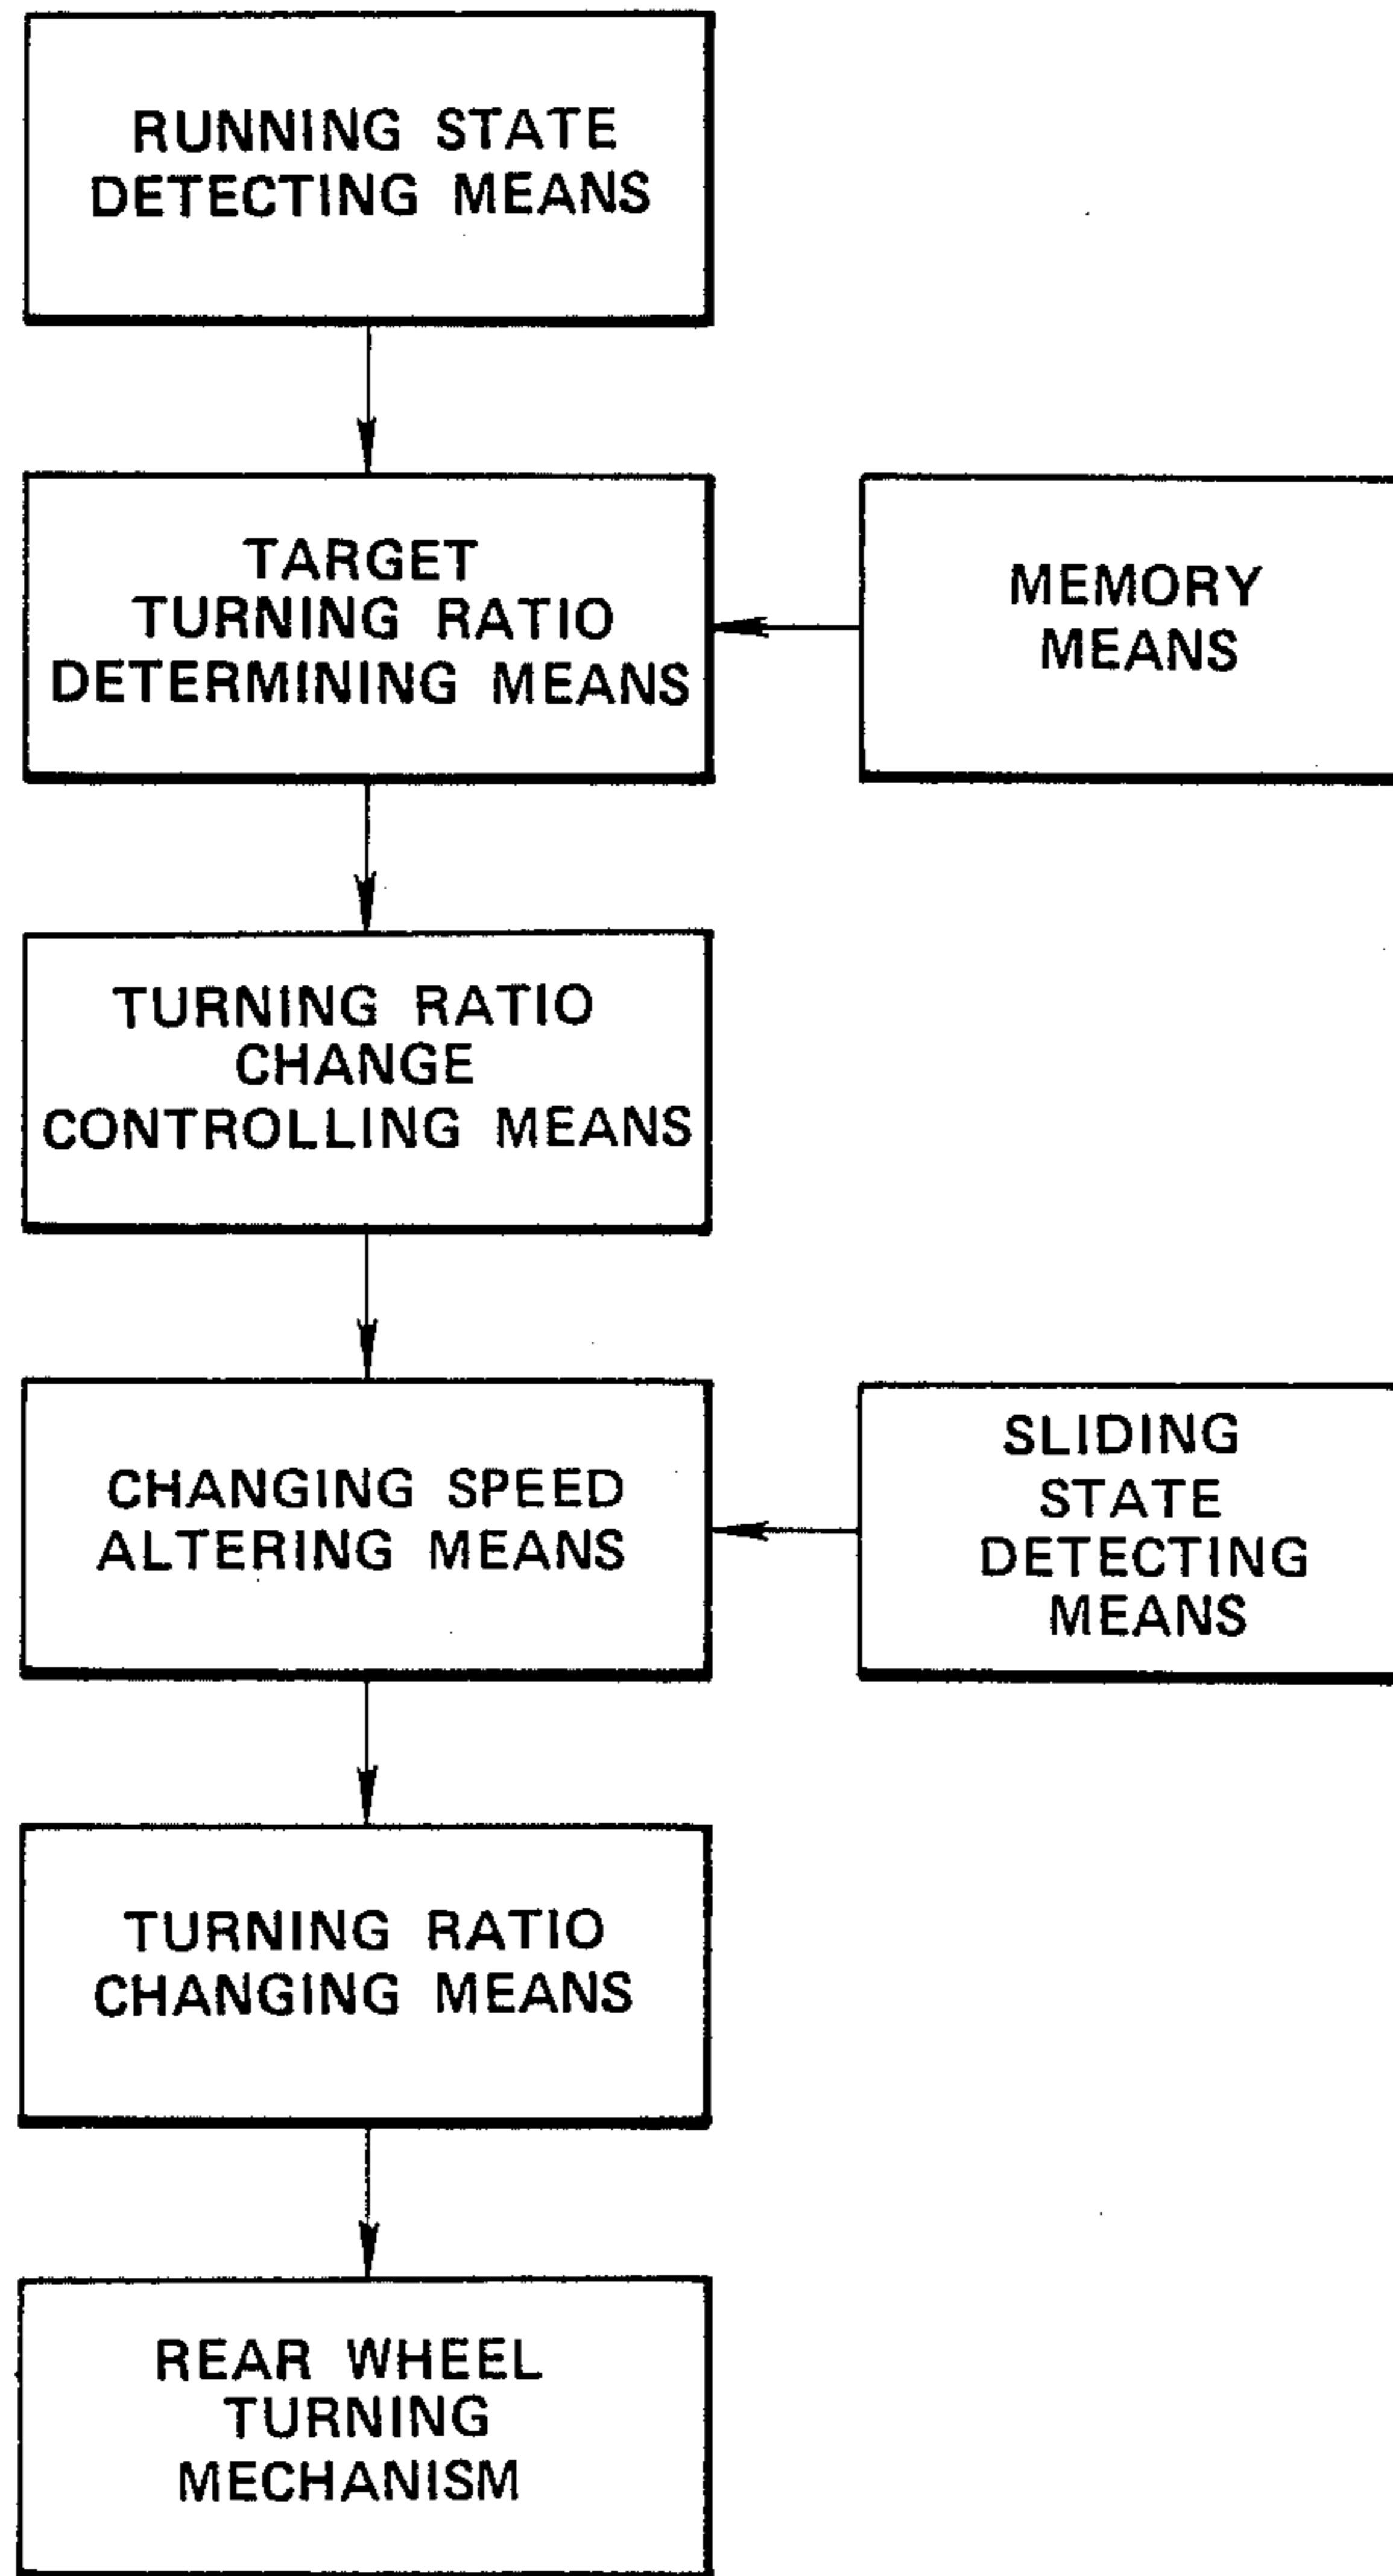 RUNNING STATE
DETECTING MEANS
TARGET
TURNING RATIO
DETERMINING MEANS
MEMORY
MEANS
TURNING RATIO
CHANGE
CONTROLLING MEANS
CHANGING SPEED
ALTERING MEANS
SLIDING
STATE
DETECTING
MEANS
TURNING RATIO
CHANGING MEANS
REAR WHEEL
TURNING
MECHANISM